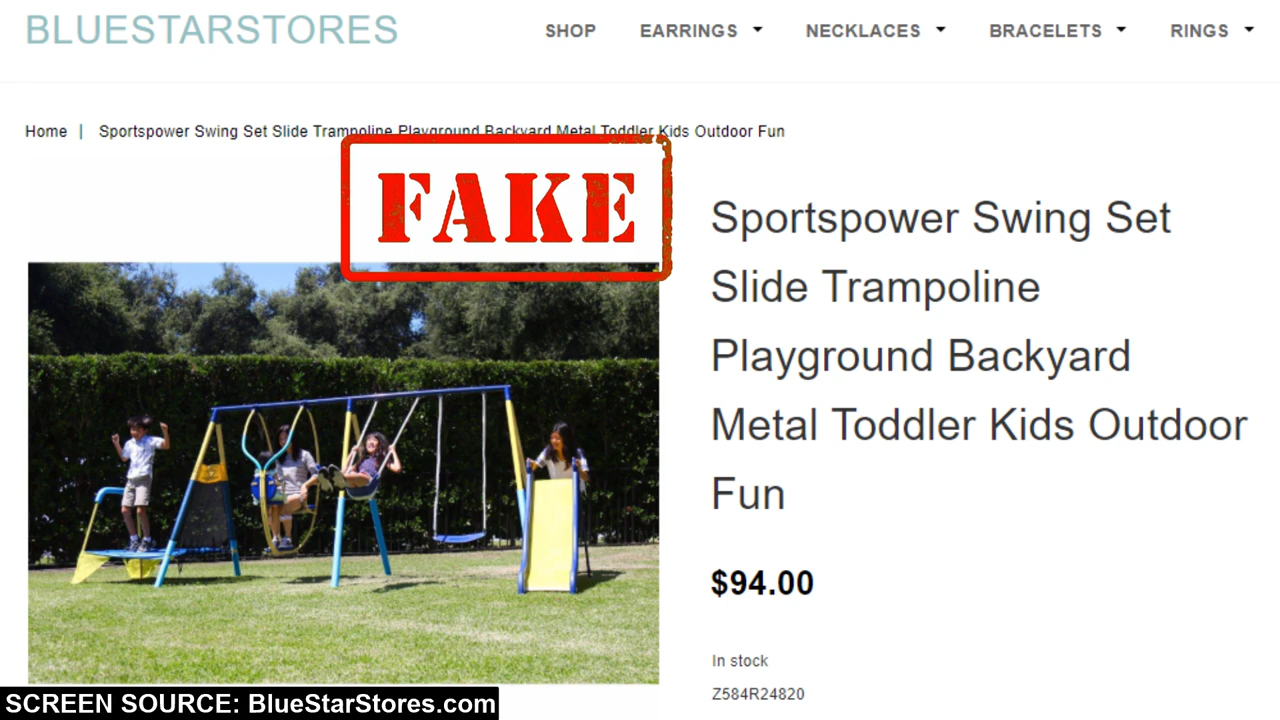 BLUESTARSTORES
SHOP EARRINGS NECKLACES BRACELETS RINGS
Home | Sportspower Swing Set Slide Trampoline Playground Backyard Metal Toddler Kids Outdoor Fun
FAKE
Sportspower Swing Set
Slide Trampoline
Playground Backyard
Metal Toddler Kids Outdoor
Fun
$94.00
In stock
Z584R24820
SCREEN SOURCE: BlueStarStores.com